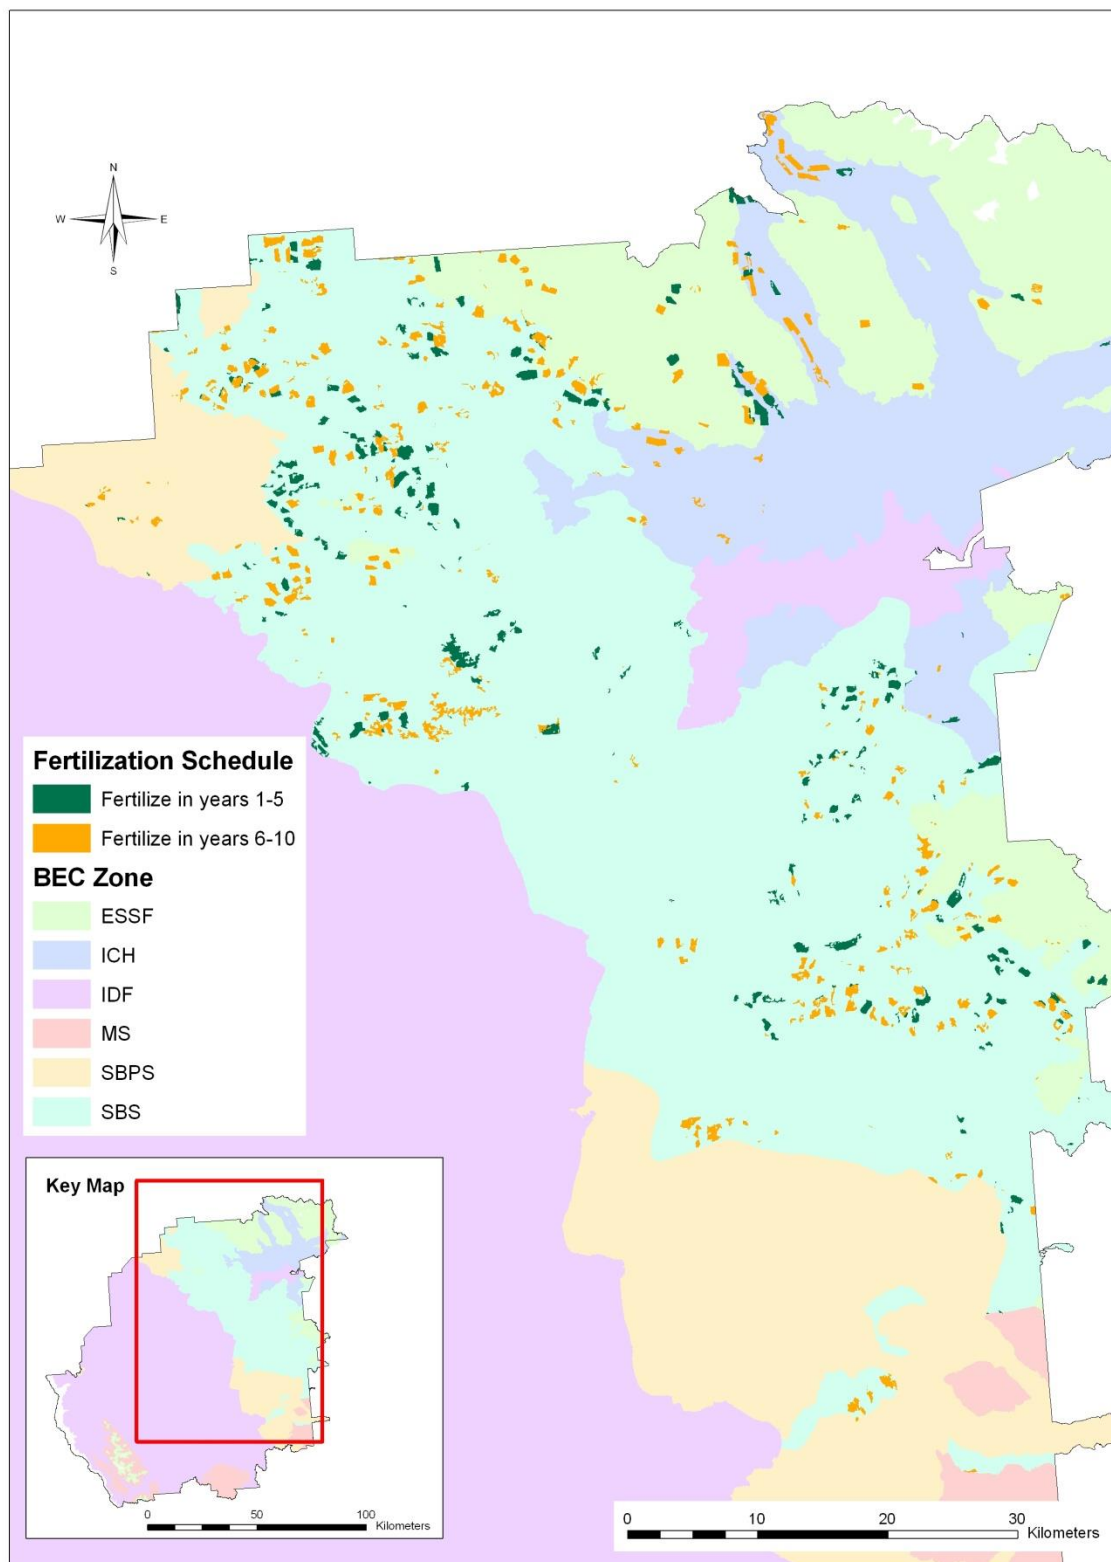 N
W E
S
Fertilization Schedule
Fertilize in years 1-5
Fertilize in years 6-10
BEC Zone
ESSF
ICH
IDF
MS
SBPS
SBS
Key Map
0 50 100
Kilometers
0 10 20 30
Kilometers